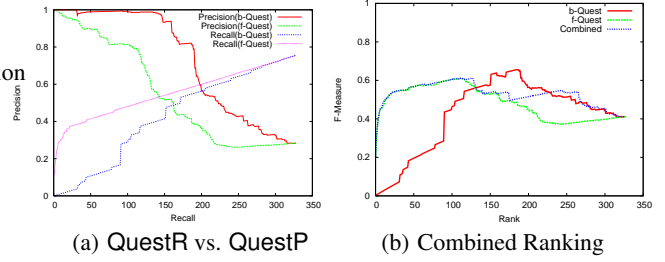 ion
Precision
1
0.8
0.6
0.4
0.2
0
0 50 100 150 200 250 300 350
Recall
Precision(b-Quest)
Precision(f-Quest)
Recall(b-Quest)
Recall(f-Quest)
(a) QuestR vs. QuestP
F-Measure
1
0.8
0.6
0.4
0.2
0
0 50 100 150 200 250 300 350
Rank
b-Quest
f-Quest
Combined
(b) Combined Ranking